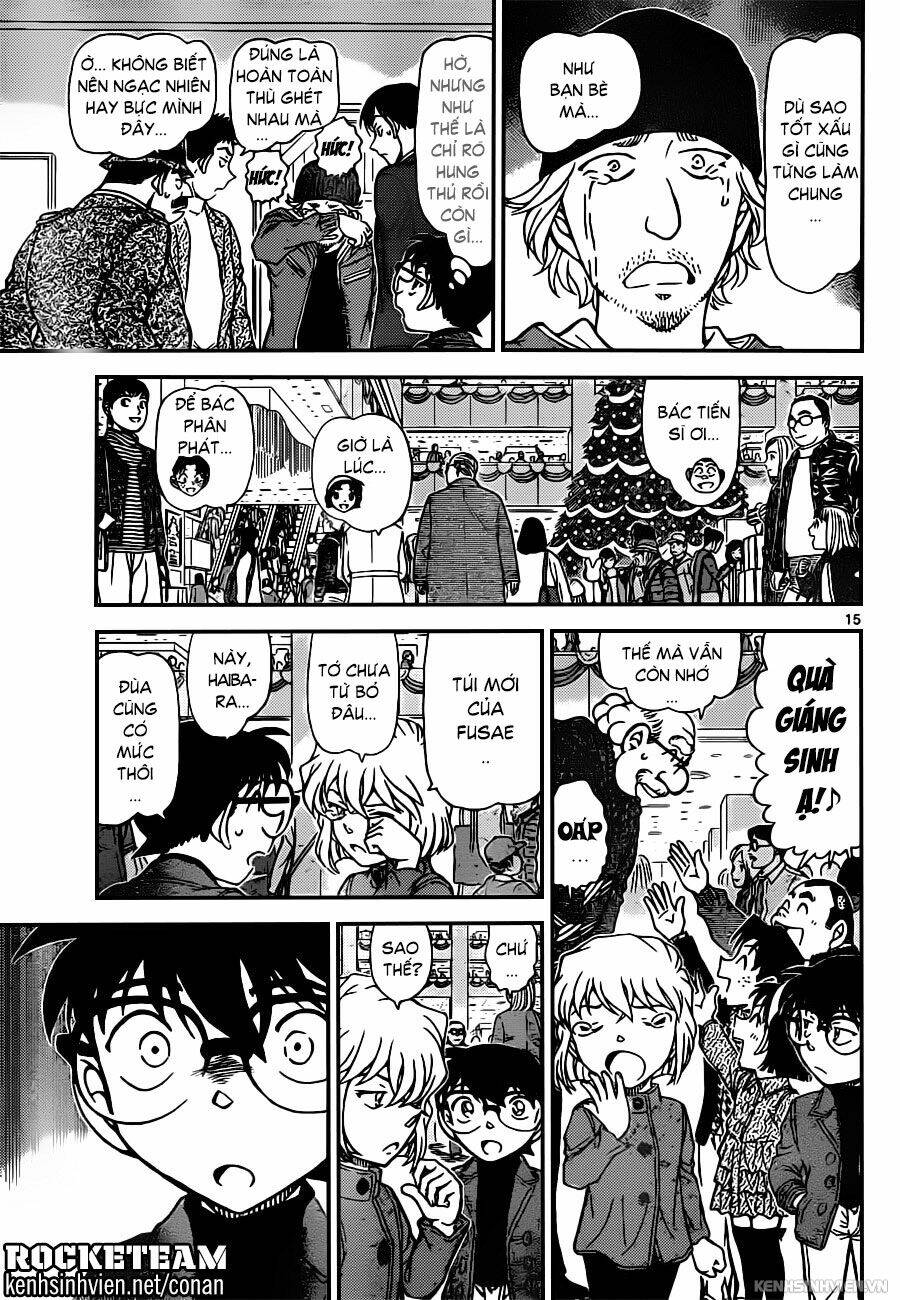 DÙ SAO
TỐT XẤU
GÌ CŨNG
TỪNG LÀM
CHUNG
...
NHƯ
BẠN BÈ
MÀ...
HỜ,
NHƯNG
NHƯ
THẾ LÀ
CHỈ RÕ
HUNG
THỦ RỒI
CÒN
GÌ...
ĐÚNG LÀ
HOÀN TOÀN
THÙ GHÉT
NHAU MÀ
...
HỨC!
HỨC!
Ờ... KHÔNG BIẾT
NÊN NGẠC NHIÊN
HAY BỰC MÌNH
ĐÂY...
BÁC TIẾN
SĨ ƠI...
GIỜ LÀ
LÚC...
ĐỂ BÁC
PHÂN
PHÁT...
15
QUÀ
GIÁNG
SINH
Ạ!♪
THẾ MÀ VẪN
CÒN NHỚ
...
OÁP
TÚI MỚI
CỦA
FUSAE
..
TỚ CHƯA
TỪ BỎ
ĐÂU...
NÀY,
HAIBA-
RA...
ĐÙA
CŨNG
CÓ
MỨC
THÔI
...
CHỨ
...
SAO
THẾ?
ROCKETEAM
kenhsinhvien.net/conan
KENHSINHVIEN.VN